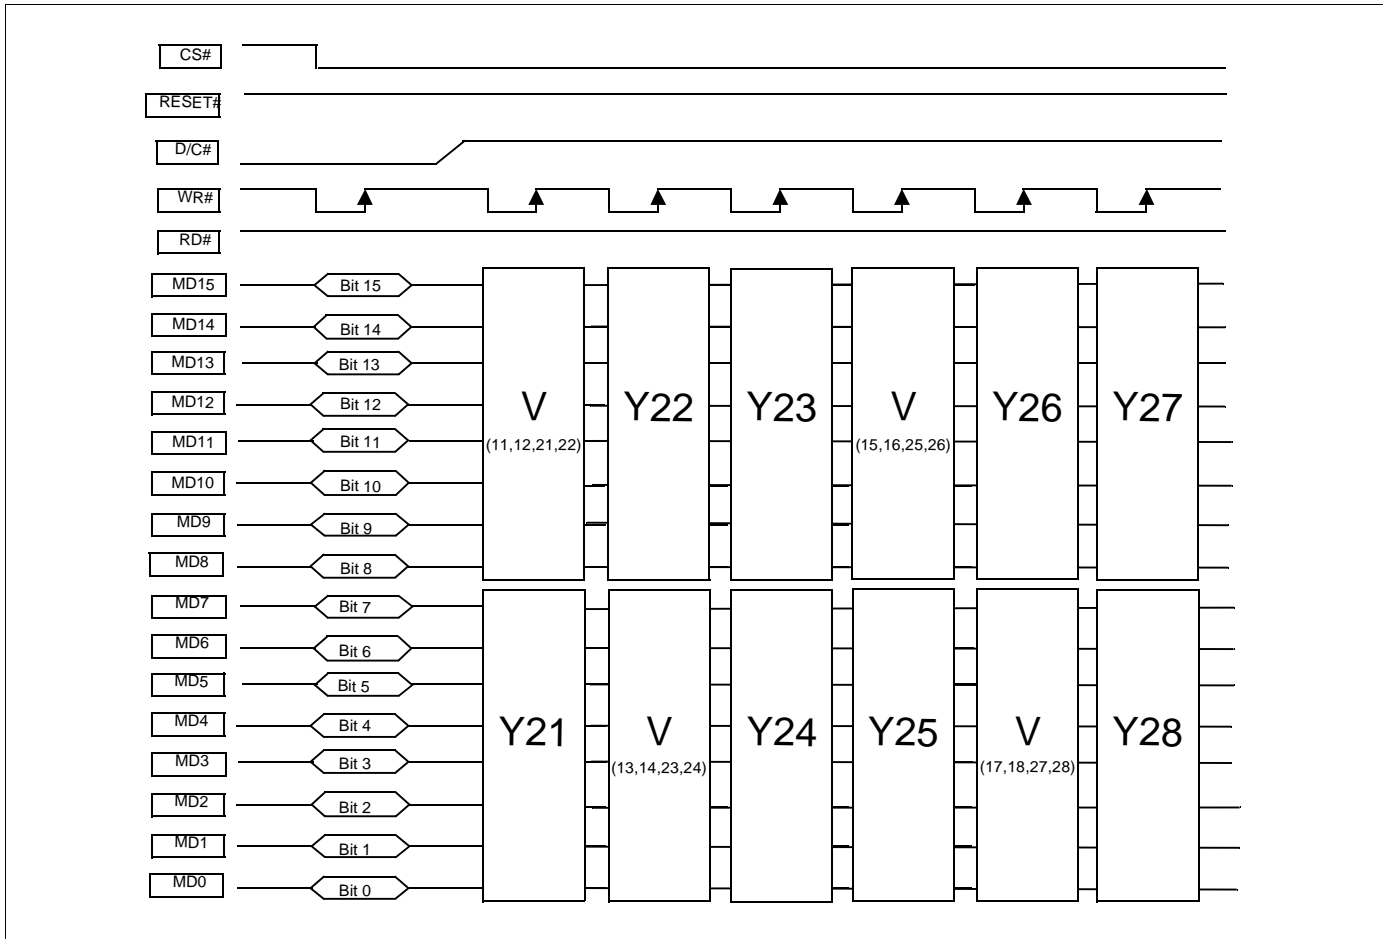 CS#
RESET#
D/C#
WR#
RD#
MD15 Bit 15
MD14 Bit 14
MD13 Bit 13
MD12 Bit 12 V Y22 Y23 V Y26 Y27
MD11 Bit 11 (11,12,21,22) (15,16,25,26)
MD10 Bit 10
MD9 Bit 9
MD8 Bit 8
MD7 Bit 7
MD6 Bit 6
MD5 Bit 5
MD4 Bit 4 Y21 V Y24 Y25 V Y28
MD3 Bit 3 (13,14,23,24) (17,18,27,28)
MD2 Bit 2
MD1 Bit 1
MD0 Bit 0